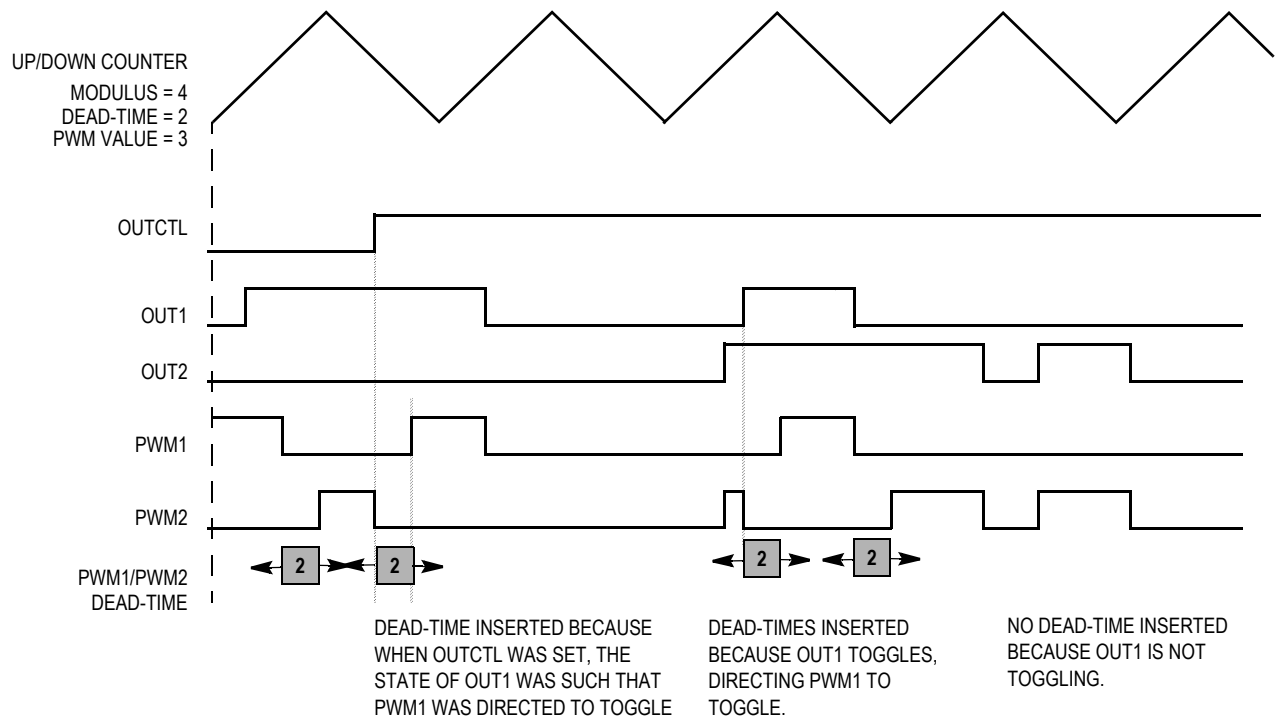 UP/DOWN COUNTER
MODULUS = 4
DEAD-TIME = 2
PWM VALUE = 3
OUTCTL
OUT1
OUT2
PWM1
PWM2
PWM1/PWM2
DEAD-TIME
2
2
2
2
DEAD-TIME INSERTED BECAUSE
WHEN OUTCTL WAS SET, THE
STATE OF OUT1 WAS SUCH THAT
PWM1 WAS DIRECTED TO TOGGLE
DEAD-TIMES INSERTED
BECAUSE OUT1 TOGGLES,
DIRECTING PWM1 TO
TOGGLE.
NO DEAD-TIME INSERTED
BECAUSE OUT1 IS NOT
TOGGLING.